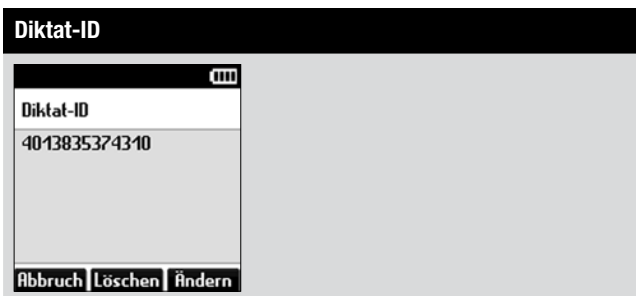 Diktat-ID
Diktat-ID
4013835374310
Abbruch Löschen Ändern